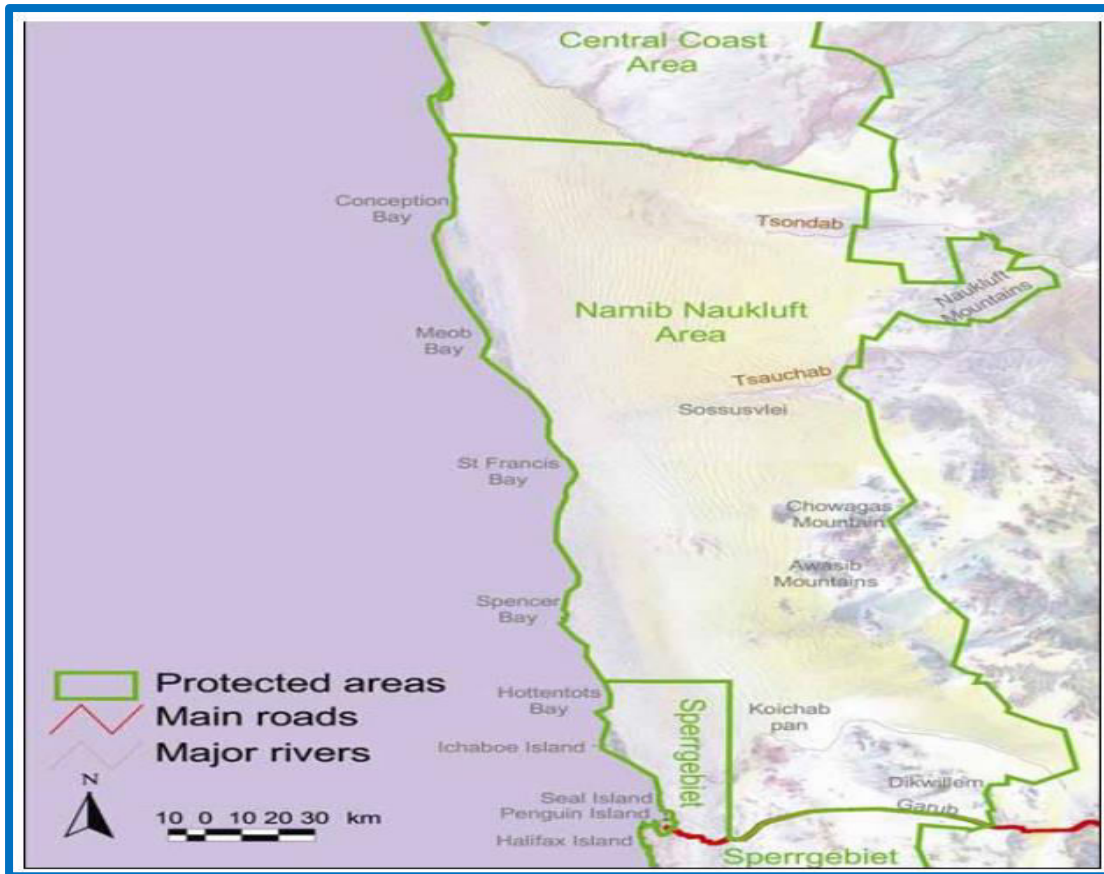 Central Coast
Area
Conception
Bay
Tsondab
Naukluft
Mountains
Namib Naukluft
Area
Meob
Bay
Tsauchab
Sossusvlei
St Francis
Bay
Chowagas
Mountain
Awasib
Mountains
Spencer
Bay
Protected areas
Main roads
Major rivers
Hottentots
Bay
Sperrgebiet
Koichab
pan
Ichaboe Island
Dikwillem
Garub
Seal Island
Penguin Island
Halifax Island
Sperrgebiet
N
10 0 10 20 30 km